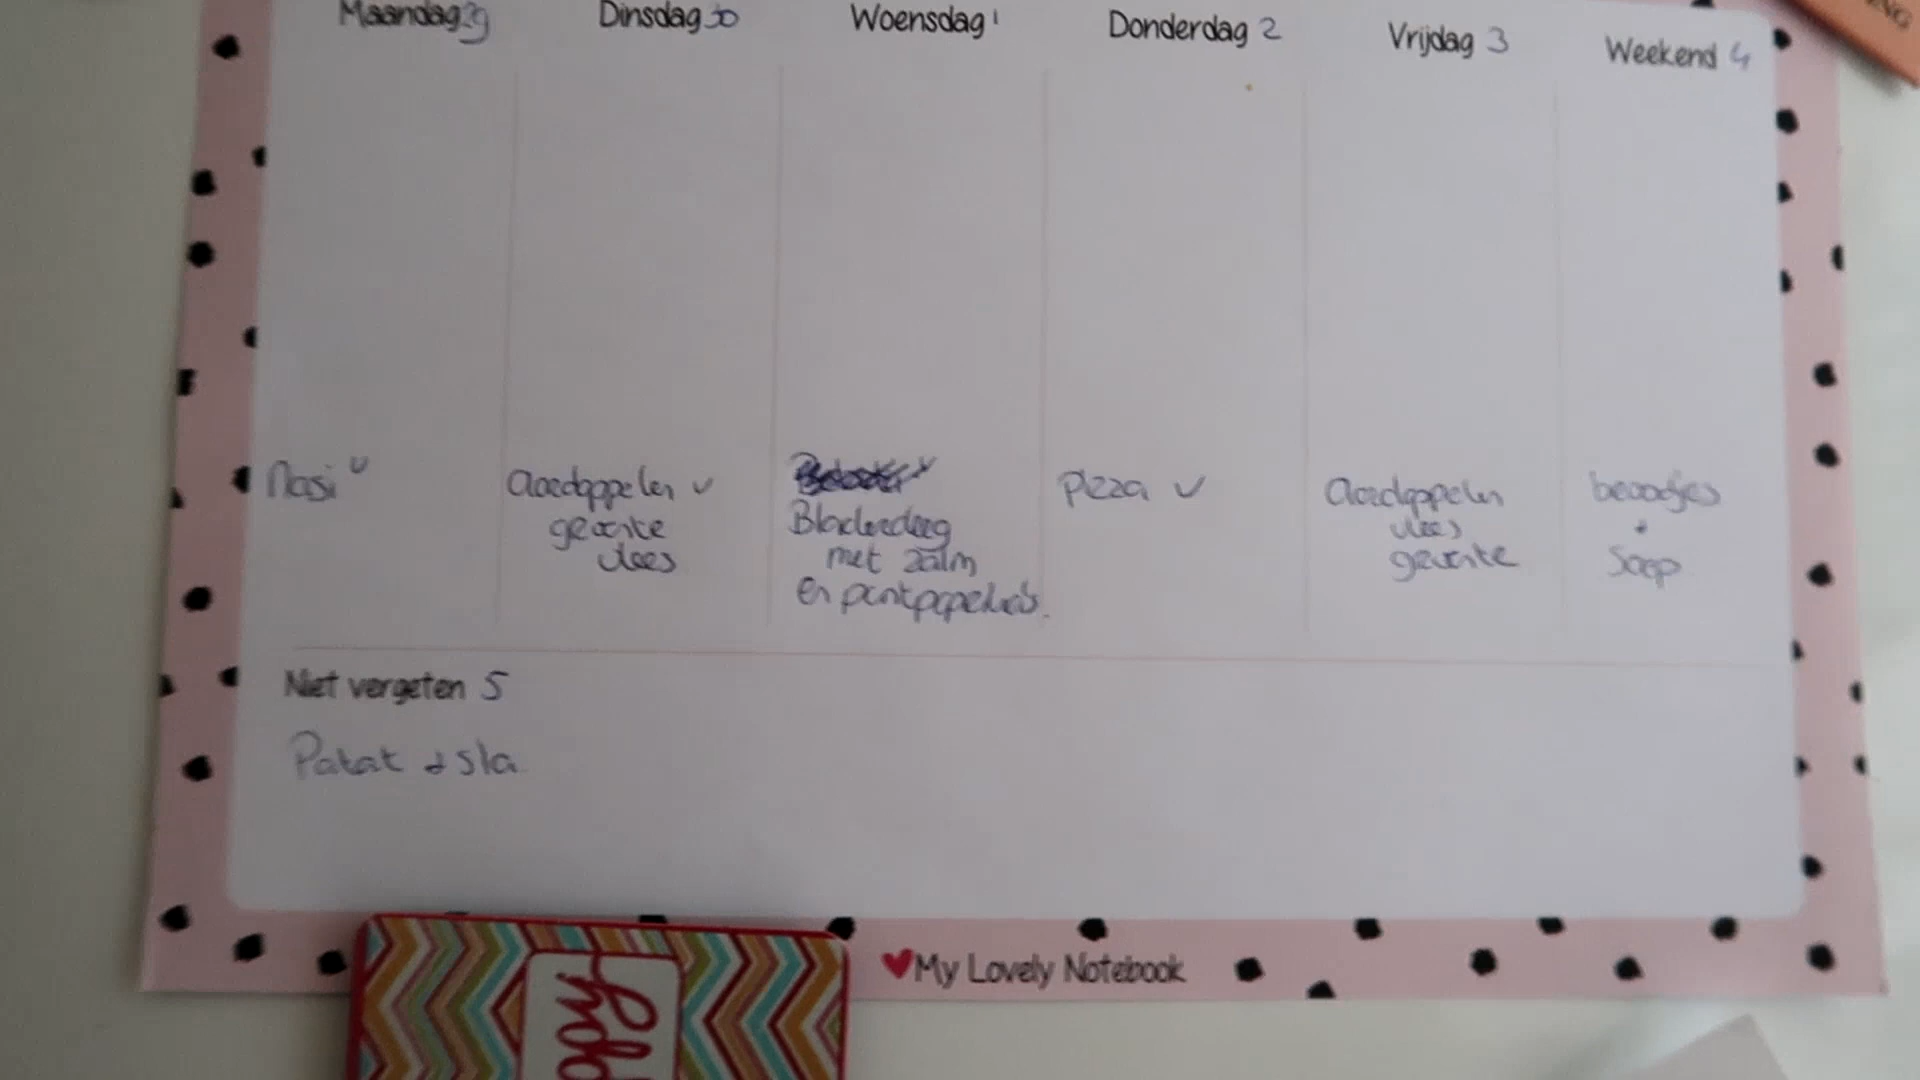 Maandag 29
Dinsdag 30
Woensdag 1
Donderdag 2
Vrijdag 3
Weekend 4
Nasi
Aardappelen
groente
vlees
Bladerdeeg
met zalm
En puntpaprika's.
Pizza
Aardappelen
vlees
groente
broodjes
+
Soep
Niet vergeten 5
Patat + sla
My Lovely Notebook